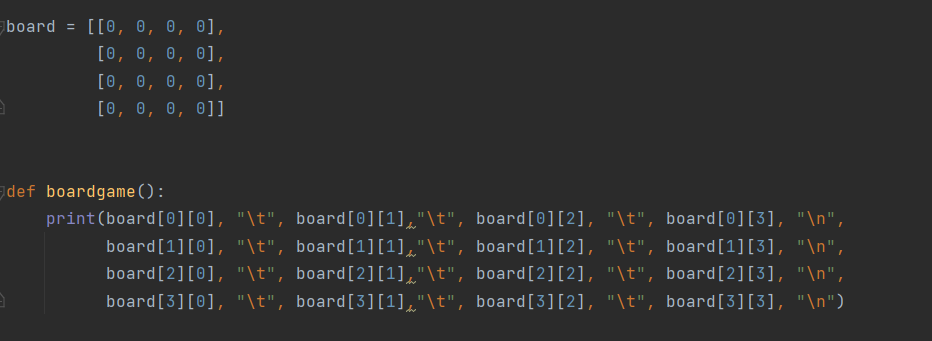 board = [[0, 0, 0, 0],
         [0, 0, 0, 0],
         [0, 0, 0, 0],
         [0, 0, 0, 0]]
def boardgame():
    print(board[0][0], "\t", board[0][1],"\t", board[0][2], "\t", board[0][3], "\n",
          board[1][0], "\t", board[1][1],"\t", board[1][2], "\t", board[1][3], "\n",
          board[2][0], "\t", board[2][1],"\t", board[2][2], "\t", board[2][3], "\n",
          board[3][0], "\t", board[3][1],"\t", board[3][2], "\t", board[3][3], "\n")